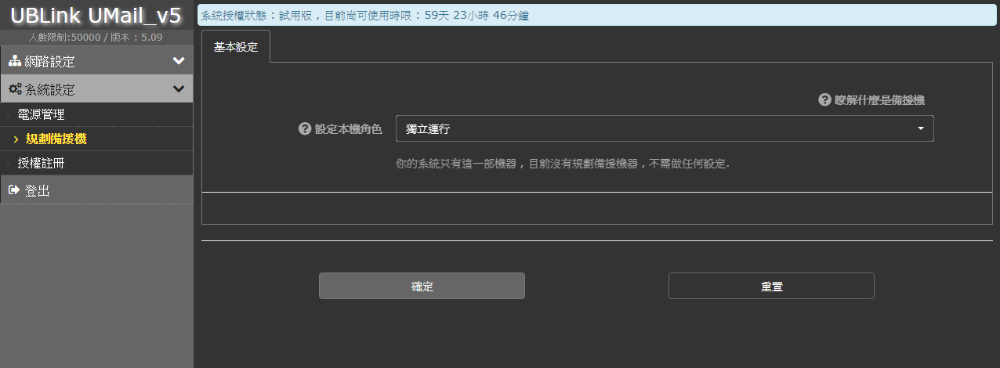 UBLink UMail_v5
人數限制:50000 / 版本：5.09
網路設定
系統設定
電源管理
規劃備援機
授權註冊
登出
系統授權狀態：試用版，目前尚可使用時限：59天 23小時 46分鐘
基本設定
瞭解什麼是備援機
設定本機角色
獨立運行
你的系統只有這一部機器，目前沒有規劃備援機器，不需做任何設定.
確定
重置